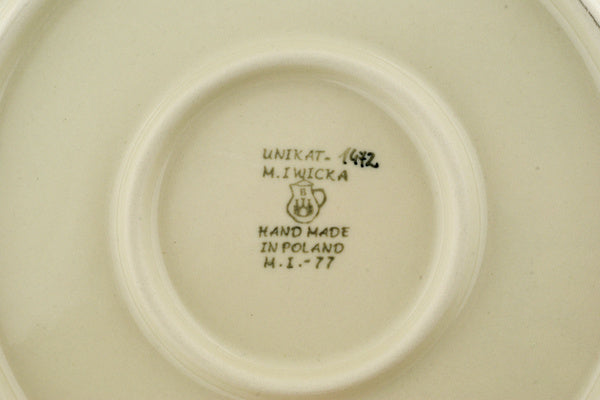 UNIKAT- 1472
M. IWICKA
B
HAND MADE
IN POLAND
M. I. - 77